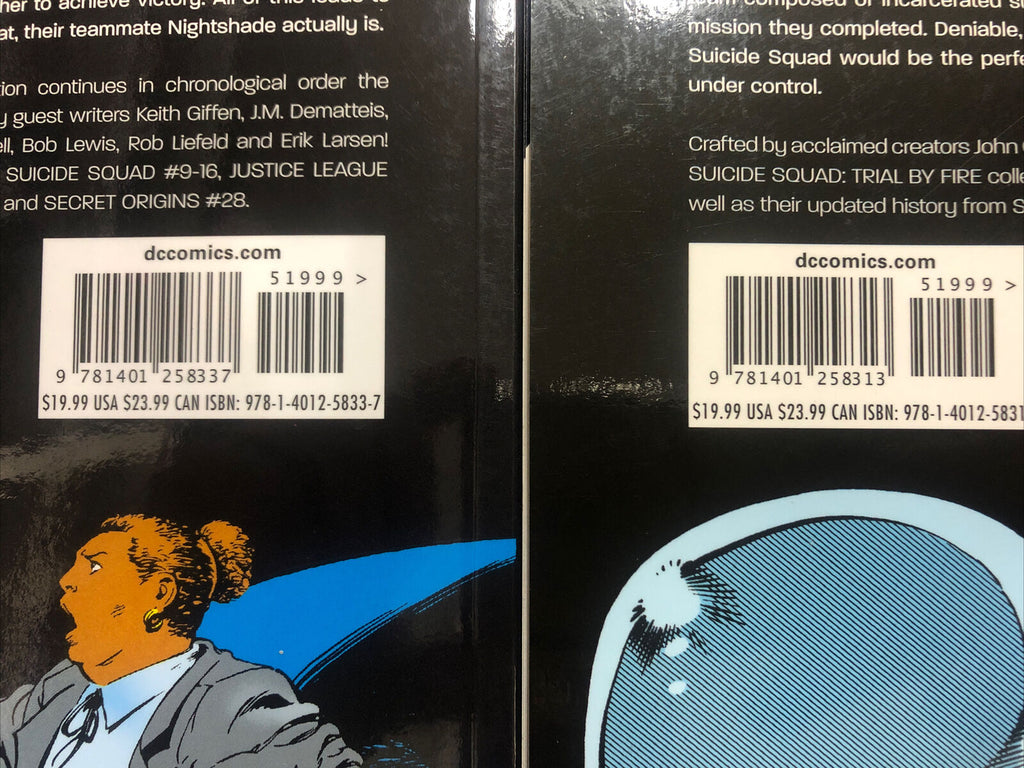 her to achieve victory. All of this leads to
at, their teammate Nightshade actually is.
ion continues in chronological order the
y guest writers Keith Giffen, J.M. Dematteis,
ell, Bob Lewis, Rob Liefeld and Erik Larsen!
SUICIDE SQUAD #9-16, JUSTICE LEAGUE
and SECRET ORIGINS #28.
dccomics.com
51999 >
9 781401 258337
$19.99 USA $23.99 CAN ISBN: 978-1-4012-5833-7
team composed of incarcerated su
mission they completed. Deniable,
Suicide Squad would be the perfe
under control.
Crafted by acclaimed creators John
SUICIDE SQUAD: TRIAL BY FIRE colle
well as their updated history from S
dccomics.com
51999 >
9 781401 258313
$19.99 USA $23.99 CAN ISBN: 978-1-4012-5831